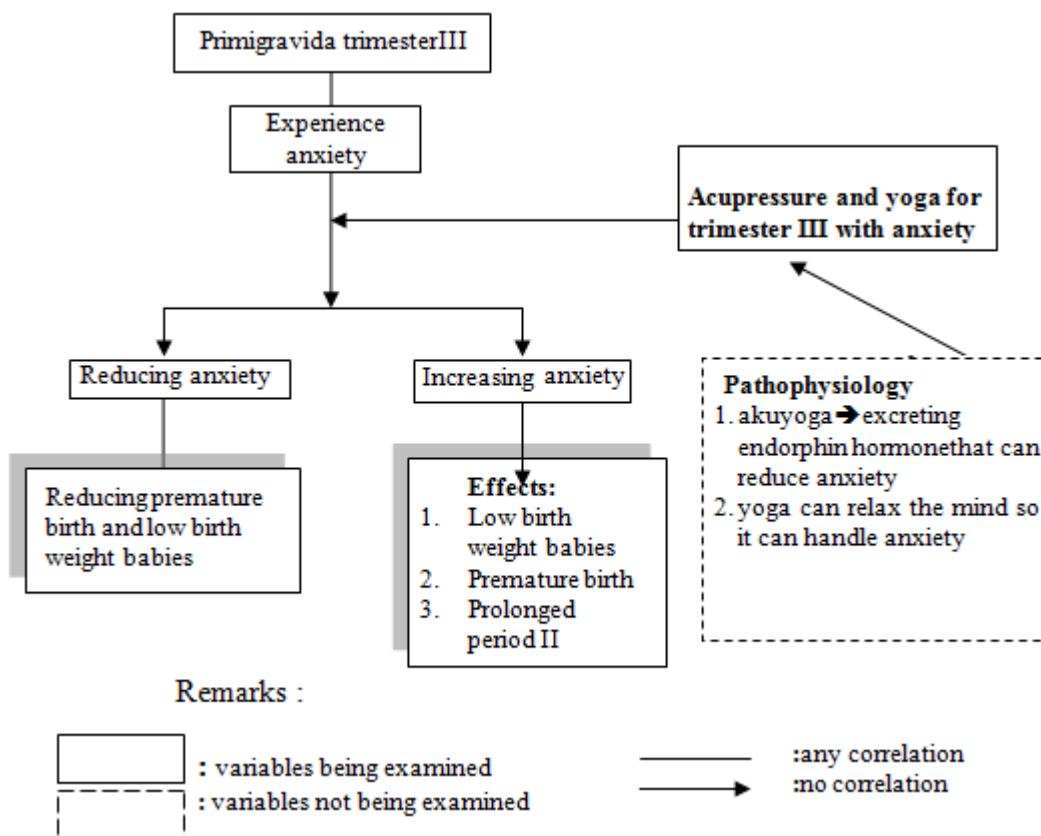 Primigravida trimesterIII
Experience
anxiety
Acupressure and yoga for
trimester III with anxiety
Reducing anxiety
Increasing anxiety
Pathophysiology
1. akuyoga➔excreting
endorphin hormonethat can
reduce anxiety
2. yoga can relax the mind so
it can handle anxiety
Reducing premature
birth and low birth
weight babies
Effects:
1. Low birth
weight babies
2. Premature birth
3. Prolonged
period II
Remarks :
: variables being examined
: variables not being examined
:any correlation
:no correlation